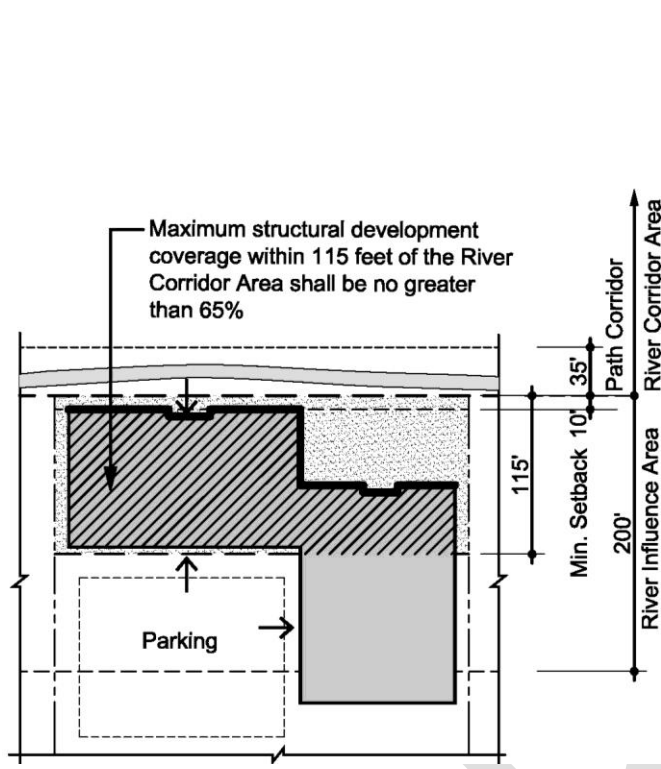 Maximum structural development
coverage within 115 feet of the River
Corridor Area shall be no greater
than 65%
River Corridor Area
Path Corridor
35'
115'
Min. Setback 10'
200'
River Influence Area
Parking